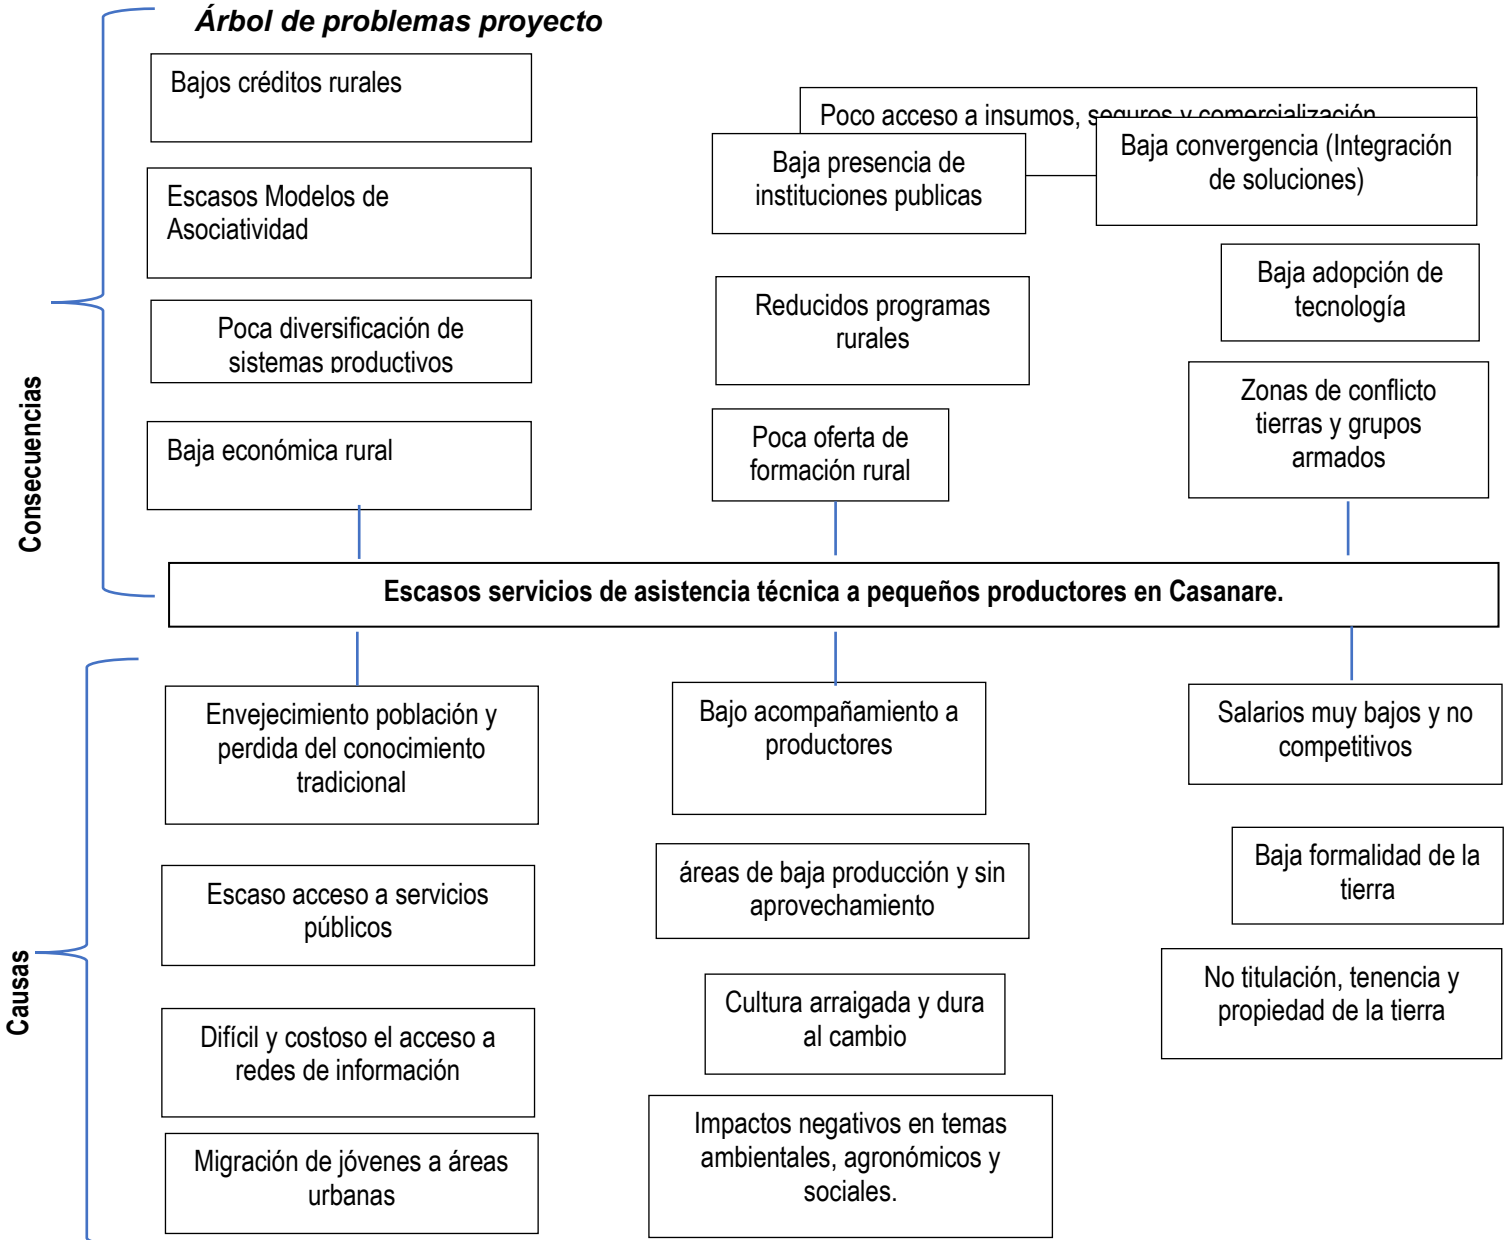 Árbol de problemas proyecto
Bajos créditos rurales
Escasos Modelos de
Asociatividad
Poca diversificación de
sistemas productivos
Baja económica rural
Poco acceso a insumos, seguros y comercialización
Baja presencia de
instituciones publicas
Baja convergencia (Integración
de soluciones)
Reducidos programas
rurales
Baja adopción de
tecnología
Poca oferta de
formación rural
Zonas de conflicto
tierras y grupos
armados
Consecuencias
Escasos servicios de asistencia técnica a pequeños productores en Casanare.
Causas
Envejecimiento población y
perdida del conocimiento
tradicional
Escaso acceso a servicios
públicos
Difícil y costoso el acceso a
redes de información
Migración de jóvenes a áreas
urbanas
Bajo acompañamiento a
productores
áreas de baja producción y sin
aprovechamiento
Cultura arraigada y dura
al cambio
Impactos negativos en temas
ambientales, agronómicos y
sociales.
Salarios muy bajos y no
competitivos
Baja formalidad de la
tierra
No titulación, tenencia y
propiedad de la tierra